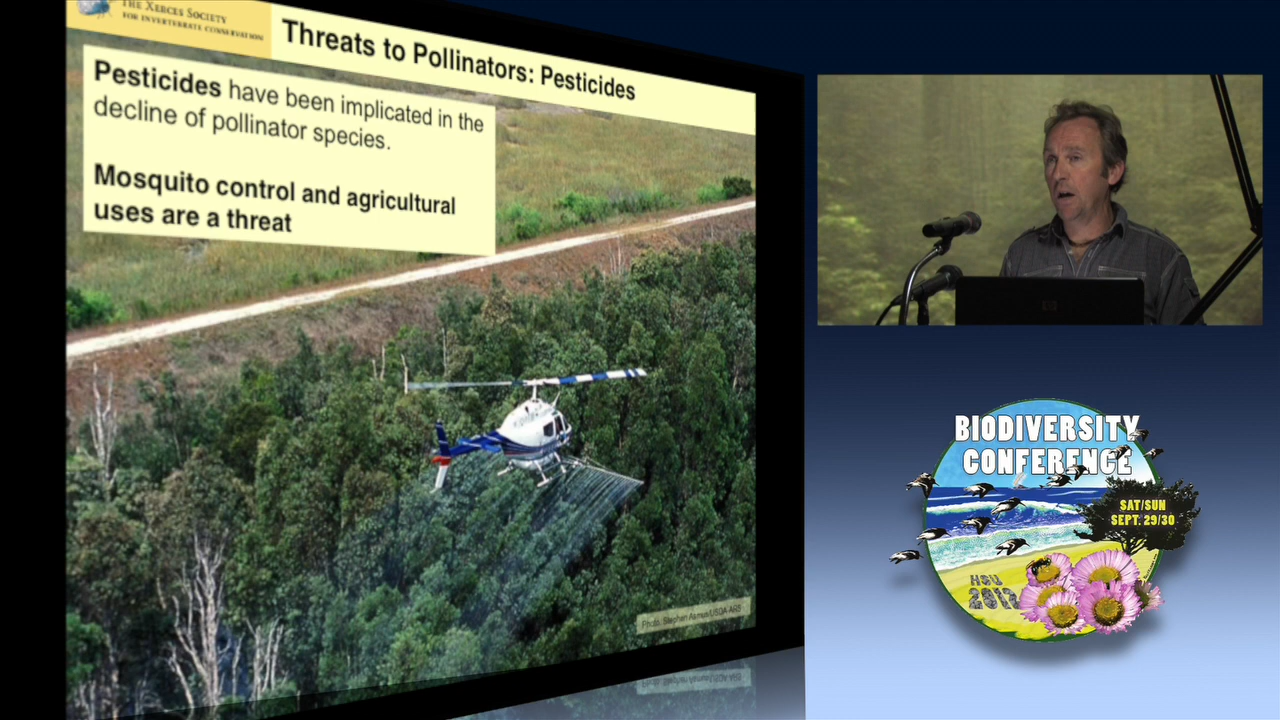 THE XERCES SOCIETY
FOR INVERTEBRATE CONSERVATION
Threats to Pollinators: Pesticides
Pesticides have been implicated in the
decline of pollinator species.
Mosquito control and agricultural
uses are a threat
Photo: Stephen Asmus/USDA-ARS
hp
BIODIVERSITY
CONFERENCE
SAT/SUN
SEPT. 29/30
HSU
2012